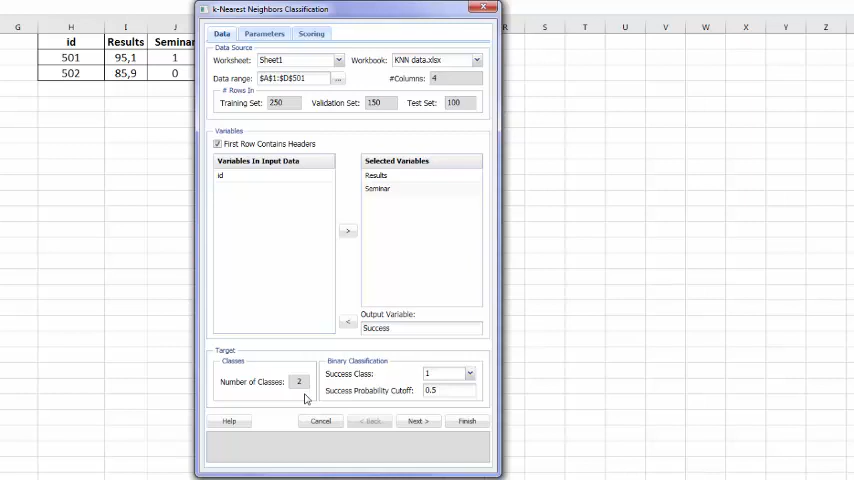 k-Nearest Neighbors Classification
G H I J R S T U V W X Y Z
id Results Seminar
501 95,1 1
502 85,9 0
Data Parameters Scoring
Data Source
Worksheet: Sheet1 Workbook: KNN data.xlsx
Data range: $A$1:$D$501 ... #Columns: 4
# Rows In
Training Set: 250 Validation Set: 150 Test Set: 100
Variables
First Row Contains Headers
Variables In Input Data Selected Variables
id Results
Seminar
>
Output Variable:
< Success
Target
Classes Binary Classification
Number of Classes: 2 Success Class: 1
Success Probability Cutoff: 0.5
Help Cancel < Back Next > Finish